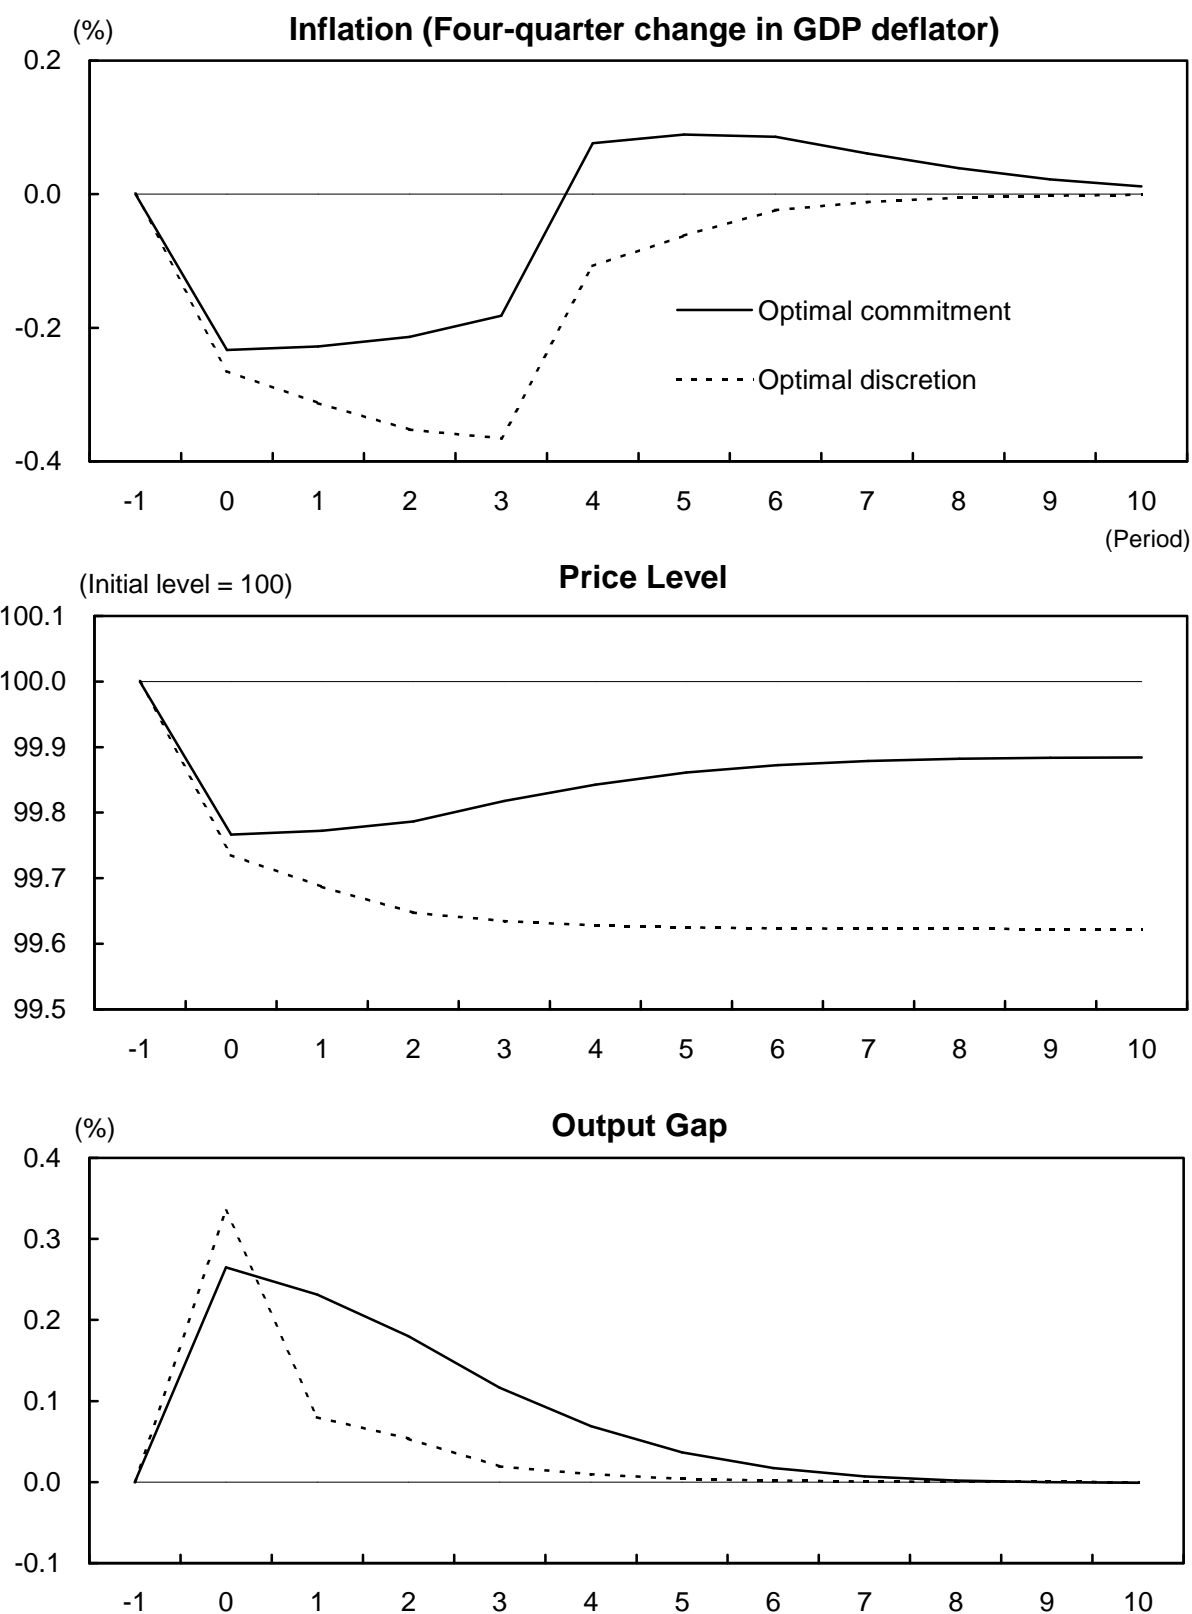 (%) Inflation (Four-quarter change in GDP deflator)
0.2
0.0
-0.2
-0.4
Optimal commitment
Optimal discretion
-1 0 1 2 3 4 5 6 7 8 9 10
(Period)
(Initial level = 100) Price Level
100.1
100.0
99.9
99.8
99.7
99.6
99.5
-1 0 1 2 3 4 5 6 7 8 9 10
(%) Output Gap
0.4
0.3
0.2
0.1
0.0
-0.1
-1 0 1 2 3 4 5 6 7 8 9 10